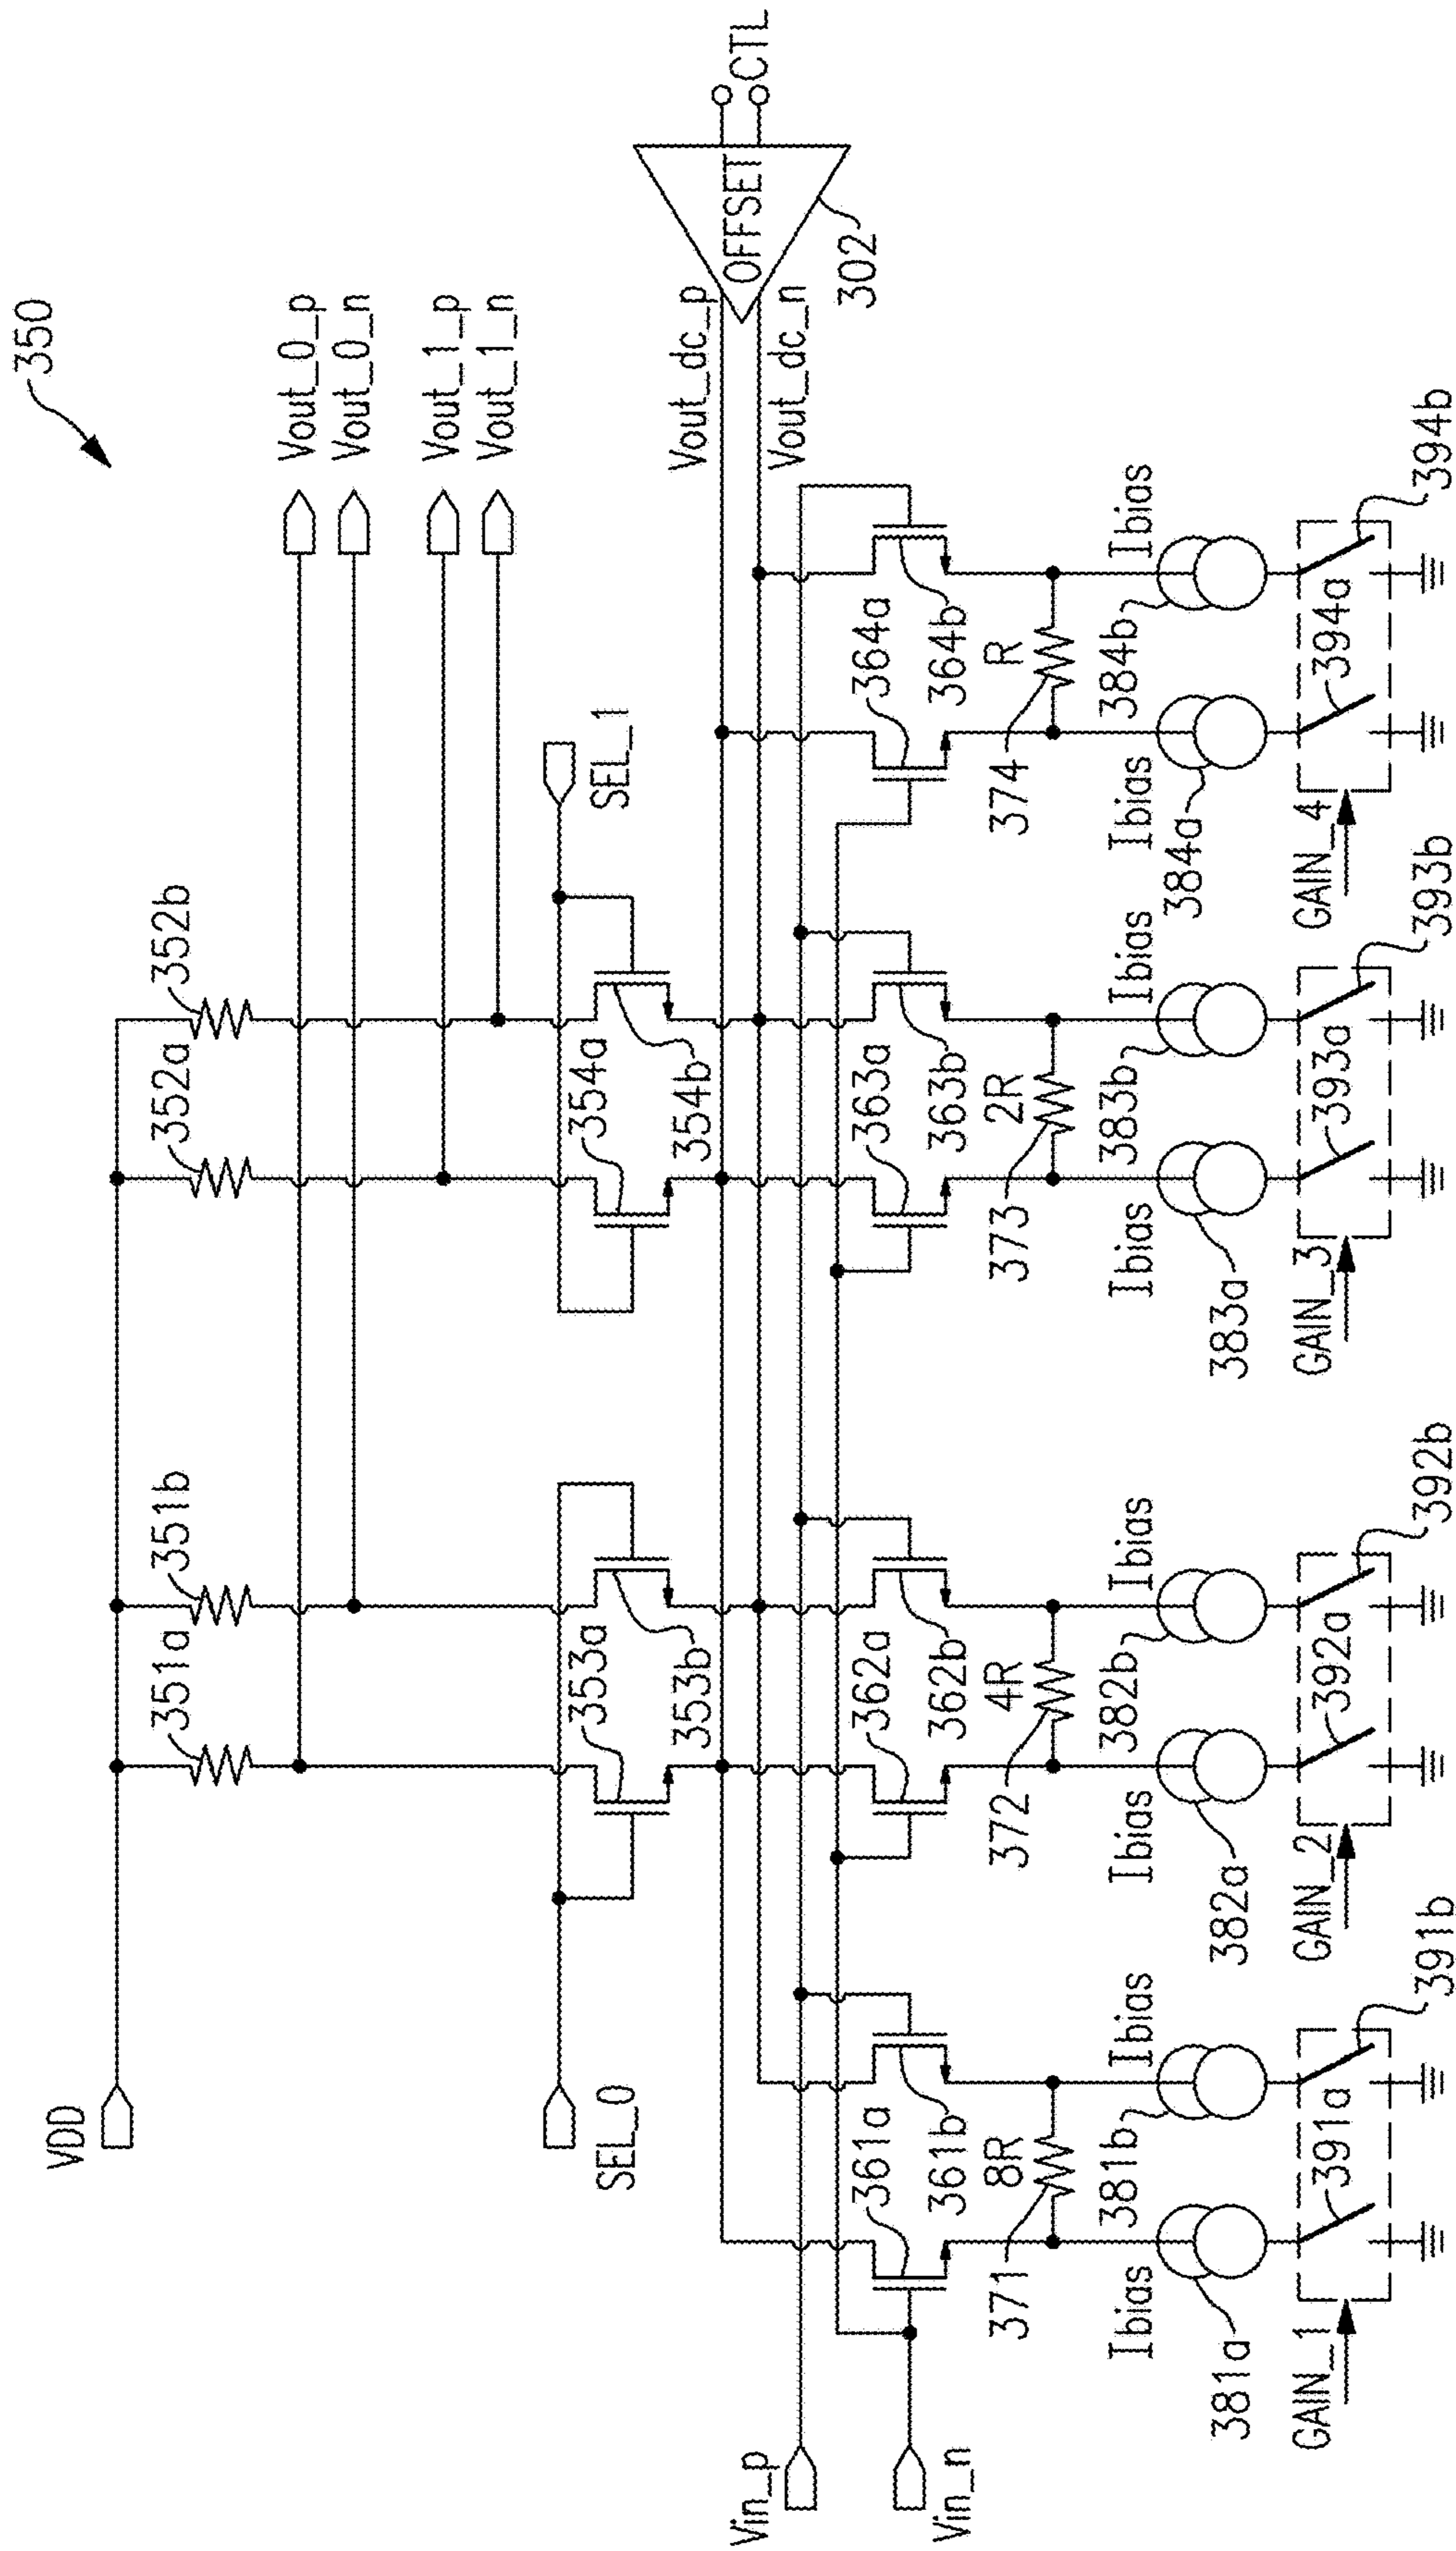 350
VDD
351a
351b
352a
352b
Vout_0_p
Vout_0_n
Vout_1_p
Vout_1_n
SEL_0
353a
353b
354a
354b
SEL_1
Vout_dc_p
Vout_dc_n
OFFSET
CTL
302
Vin_p
Vin_n
361a
361b
362a
362b
363a
363b
364a
364b
371
8R
372
4R
373
2R
374
R
Ibias
381a
381b
Ibias
Ibias
382a
382b
Ibias
Ibias
383a
383b
Ibias
Ibias
384a
384b
Ibias
GAIN_1
391a
391b
GAIN_2
392a
392b
GAIN_3
393a
393b
GAIN_4
394a
394b